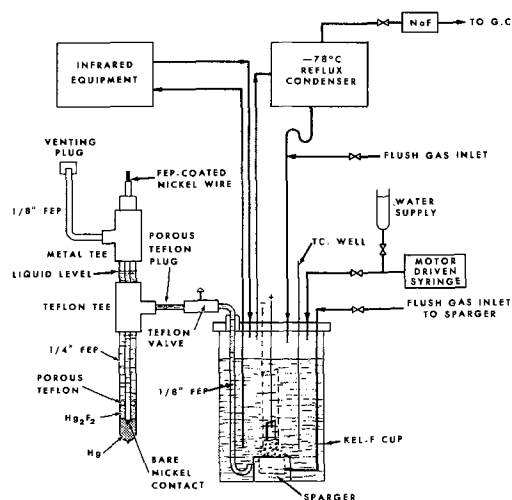 NaF
TO G.C
INFRARED
EQUIPMENT
—78°C
REFLUX
CONDENSER
VENTING
PLUG
FEP-COATED
NICKEL WIRE
FLUSH GAS INLET
1/8" FEP
WATER
SUPPLY
METAL TEE
POROUS
TEFLON
PLUG
TC. WELL
LIQUID LEVEL
MOTOR
DRIVEN
SYRINGE
TEFLON TEE
FLUSH GAS INLET
TO SPARGER
TEFLON
VALVE
1/4" FEP
1/8" FEP
POROUS
TEFLON
Hg2F2
KEL-F CUP
Hg
BARE
NICKEL
CONTACT
SPARGER